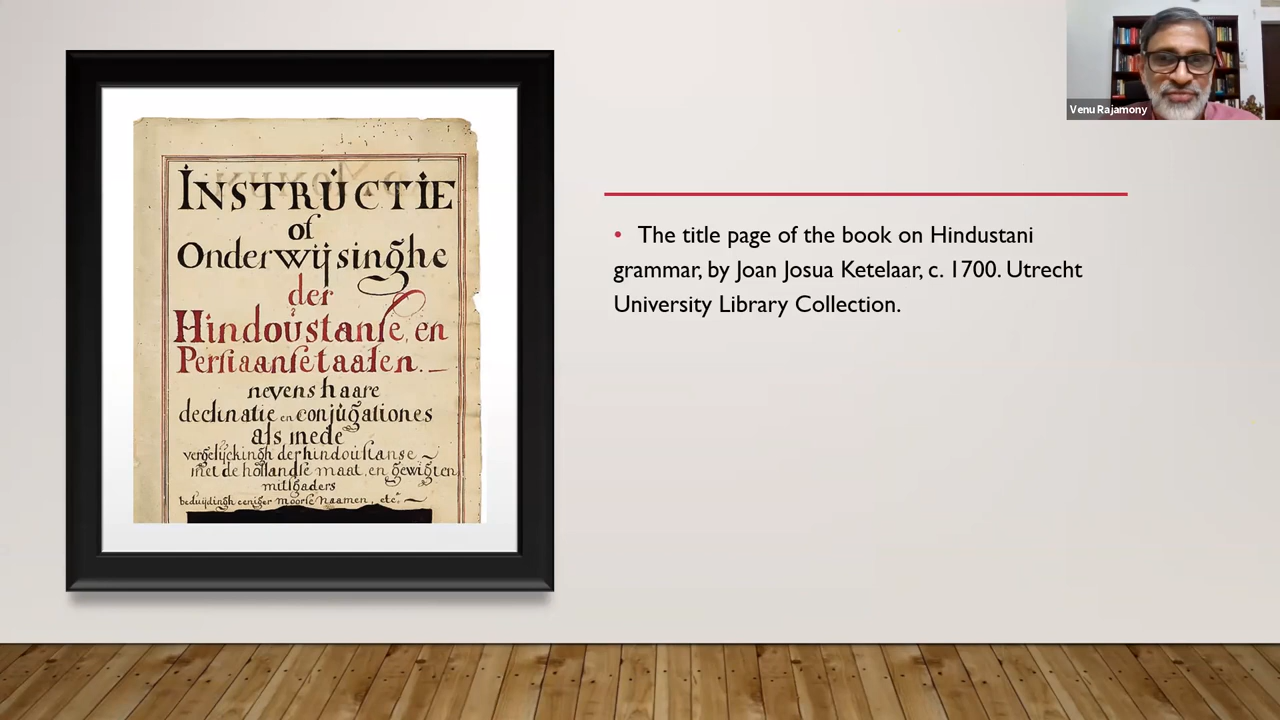 INSTRUCTIE
of
Onderwijsinghe
der
Hindoustanse, en
Persiaanse taalen.
nevens haare
declinatie en conjugationes
als mede
vergelijckingh der hindoustanse
met de hollandse maat, en gewigten
mitsgaders
beduijdingh eeniger moorse naamen, etc.
• The title page of the book on Hindustani
grammar, by Joan Josua Ketelaar, c. 1700. Utrecht
University Library Collection.
Venu Rajamony